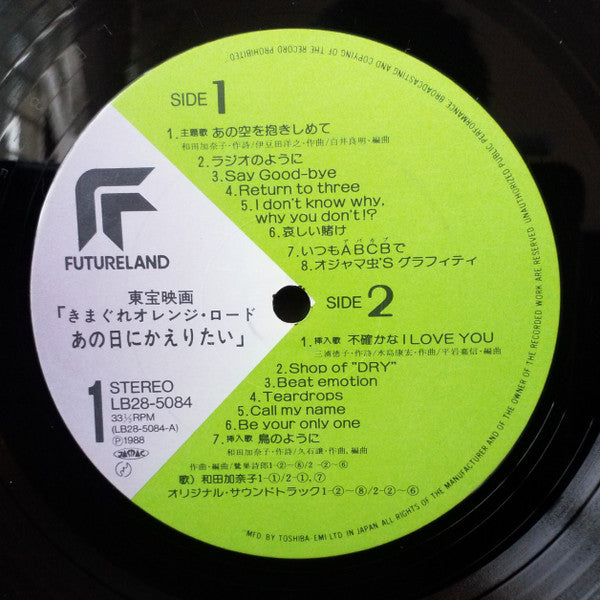 UNAUTHORIZED PUBLIC PERFORMANCE, BROADCASTING AND COPYING OF THE RECORD PROHIBITED.
SIDE 1
1. 主題歌 あの空を抱きしめて
和田加奈子・作詩/伊豆田洋之・作曲/白井良明・編曲
2. ラジオのように
3. Say Good-bye
4. Return to three
5. I don't know why,
why you don't!?
6. 哀しい賭け
アバカブ
7. いつもABCBで
8. オジャマ虫'S グラフィティ
FUTURELAND
東宝映画
「きまぐれオレンジ・ロード
あの日にかえりたい」
1
STEREO
LB28-5084
33⅓RPM
(LB28-5084-A)
Ⓟ1988
SIDE 2
1. 挿入歌 不確かな I LOVE YOU
三浦徳子・作詩/水島康宏・作曲/平岩嘉信・編曲
2. Shop of "DRY"
3. Beat emotion
4. Teardrops
5. Call my name
6. Be your only one
7. 挿入歌 鳥のように
和田加奈子・作詩/久石譲・作曲、編曲
作曲・編曲/鷺巣詩郎 1-②〜⑧/2-②〜⑥
歌) 和田加奈子 1-①/2-①,⑦
オリジナル・サウンドトラック 1-②〜⑧/2-②〜⑥
ALL RIGHTS OF THE MANUFACTURER AND OF THE OWNER OF THE RECORDED WORK ARE RESERVED.
MFD. BY TOSHIBA-EMI LTD IN JAPAN